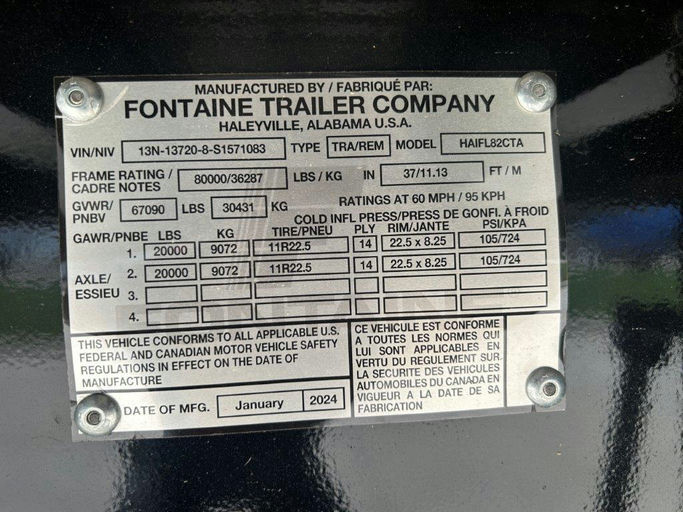 MANUFACTURED BY / FABRIQUÉ PAR:
FONTAINE TRAILER COMPANY
HALEYVILLE, ALABAMA U.S.A.
VIN/NIV 13N-13720-8-S1571083 TYPE TRA/REM MODEL HAIFL82CTA
FRAME RATING / CADRE NOTES 80000/36287 LBS / KG IN 37/11.13 FT / M
GVWR/ PNBV 67090 LBS 30431 KG RATINGS AT 60 MPH / 95 KPH
COLD INFL PRESS/PRESS DE GONFL. À FROID
GAWR/PNBE LBS KG TIRE/PNEU PLY RIM/JANTE PSI/KPA
AXLE/ ESSIEU
1. 20000 9072 11R22.5 14 22.5 x 8.25 105/724
2. 20000 9072 11R22.5 14 22.5 x 8.25 105/724
3.
4.
FONTAINE
THIS VEHICLE CONFORMS TO ALL APPLICABLE U.S.
FEDERAL AND CANADIAN MOTOR VEHICLE SAFETY
REGULATIONS IN EFFECT ON THE DATE OF
MANUFACTURE
DATE OF MFG. January 2024
CE VEHICULE EST CONFORME
A TOUTES LES NORMES QUI
LUI SONT APPLICABLES EN
VERTU DU REGULEMENT SUR
LA SECURITE DES VEHICULES
AUTOMOBILES DU CANADA EN
VIGUEUR A LA DATE DE SA
FABRICATION